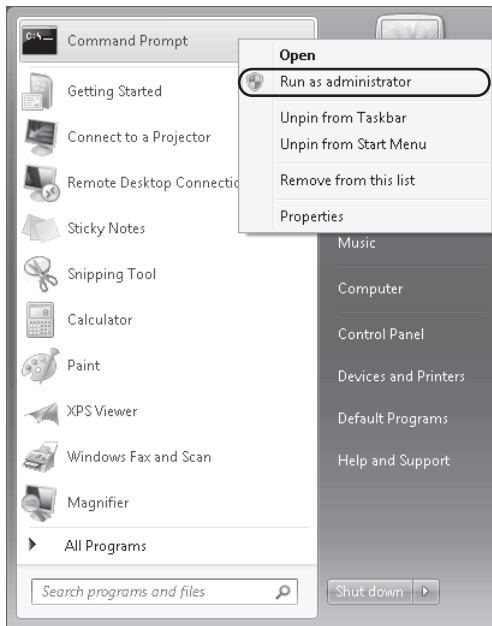 C:\
Command Prompt
Getting Started
Connect to a Projector
Remote Desktop Connectio
Sticky Notes
Snipping Tool
Calculator
Paint
XPS Viewer
Windows Fax and Scan
Magnifier
All Programs
Search programs and files
Open
Run as administrator
Unpin from Taskbar
Unpin from Start Menu
Remove from this list
Properties
Music
Computer
Control Panel
Devices and Printers
Default Programs
Help and Support
Shut down